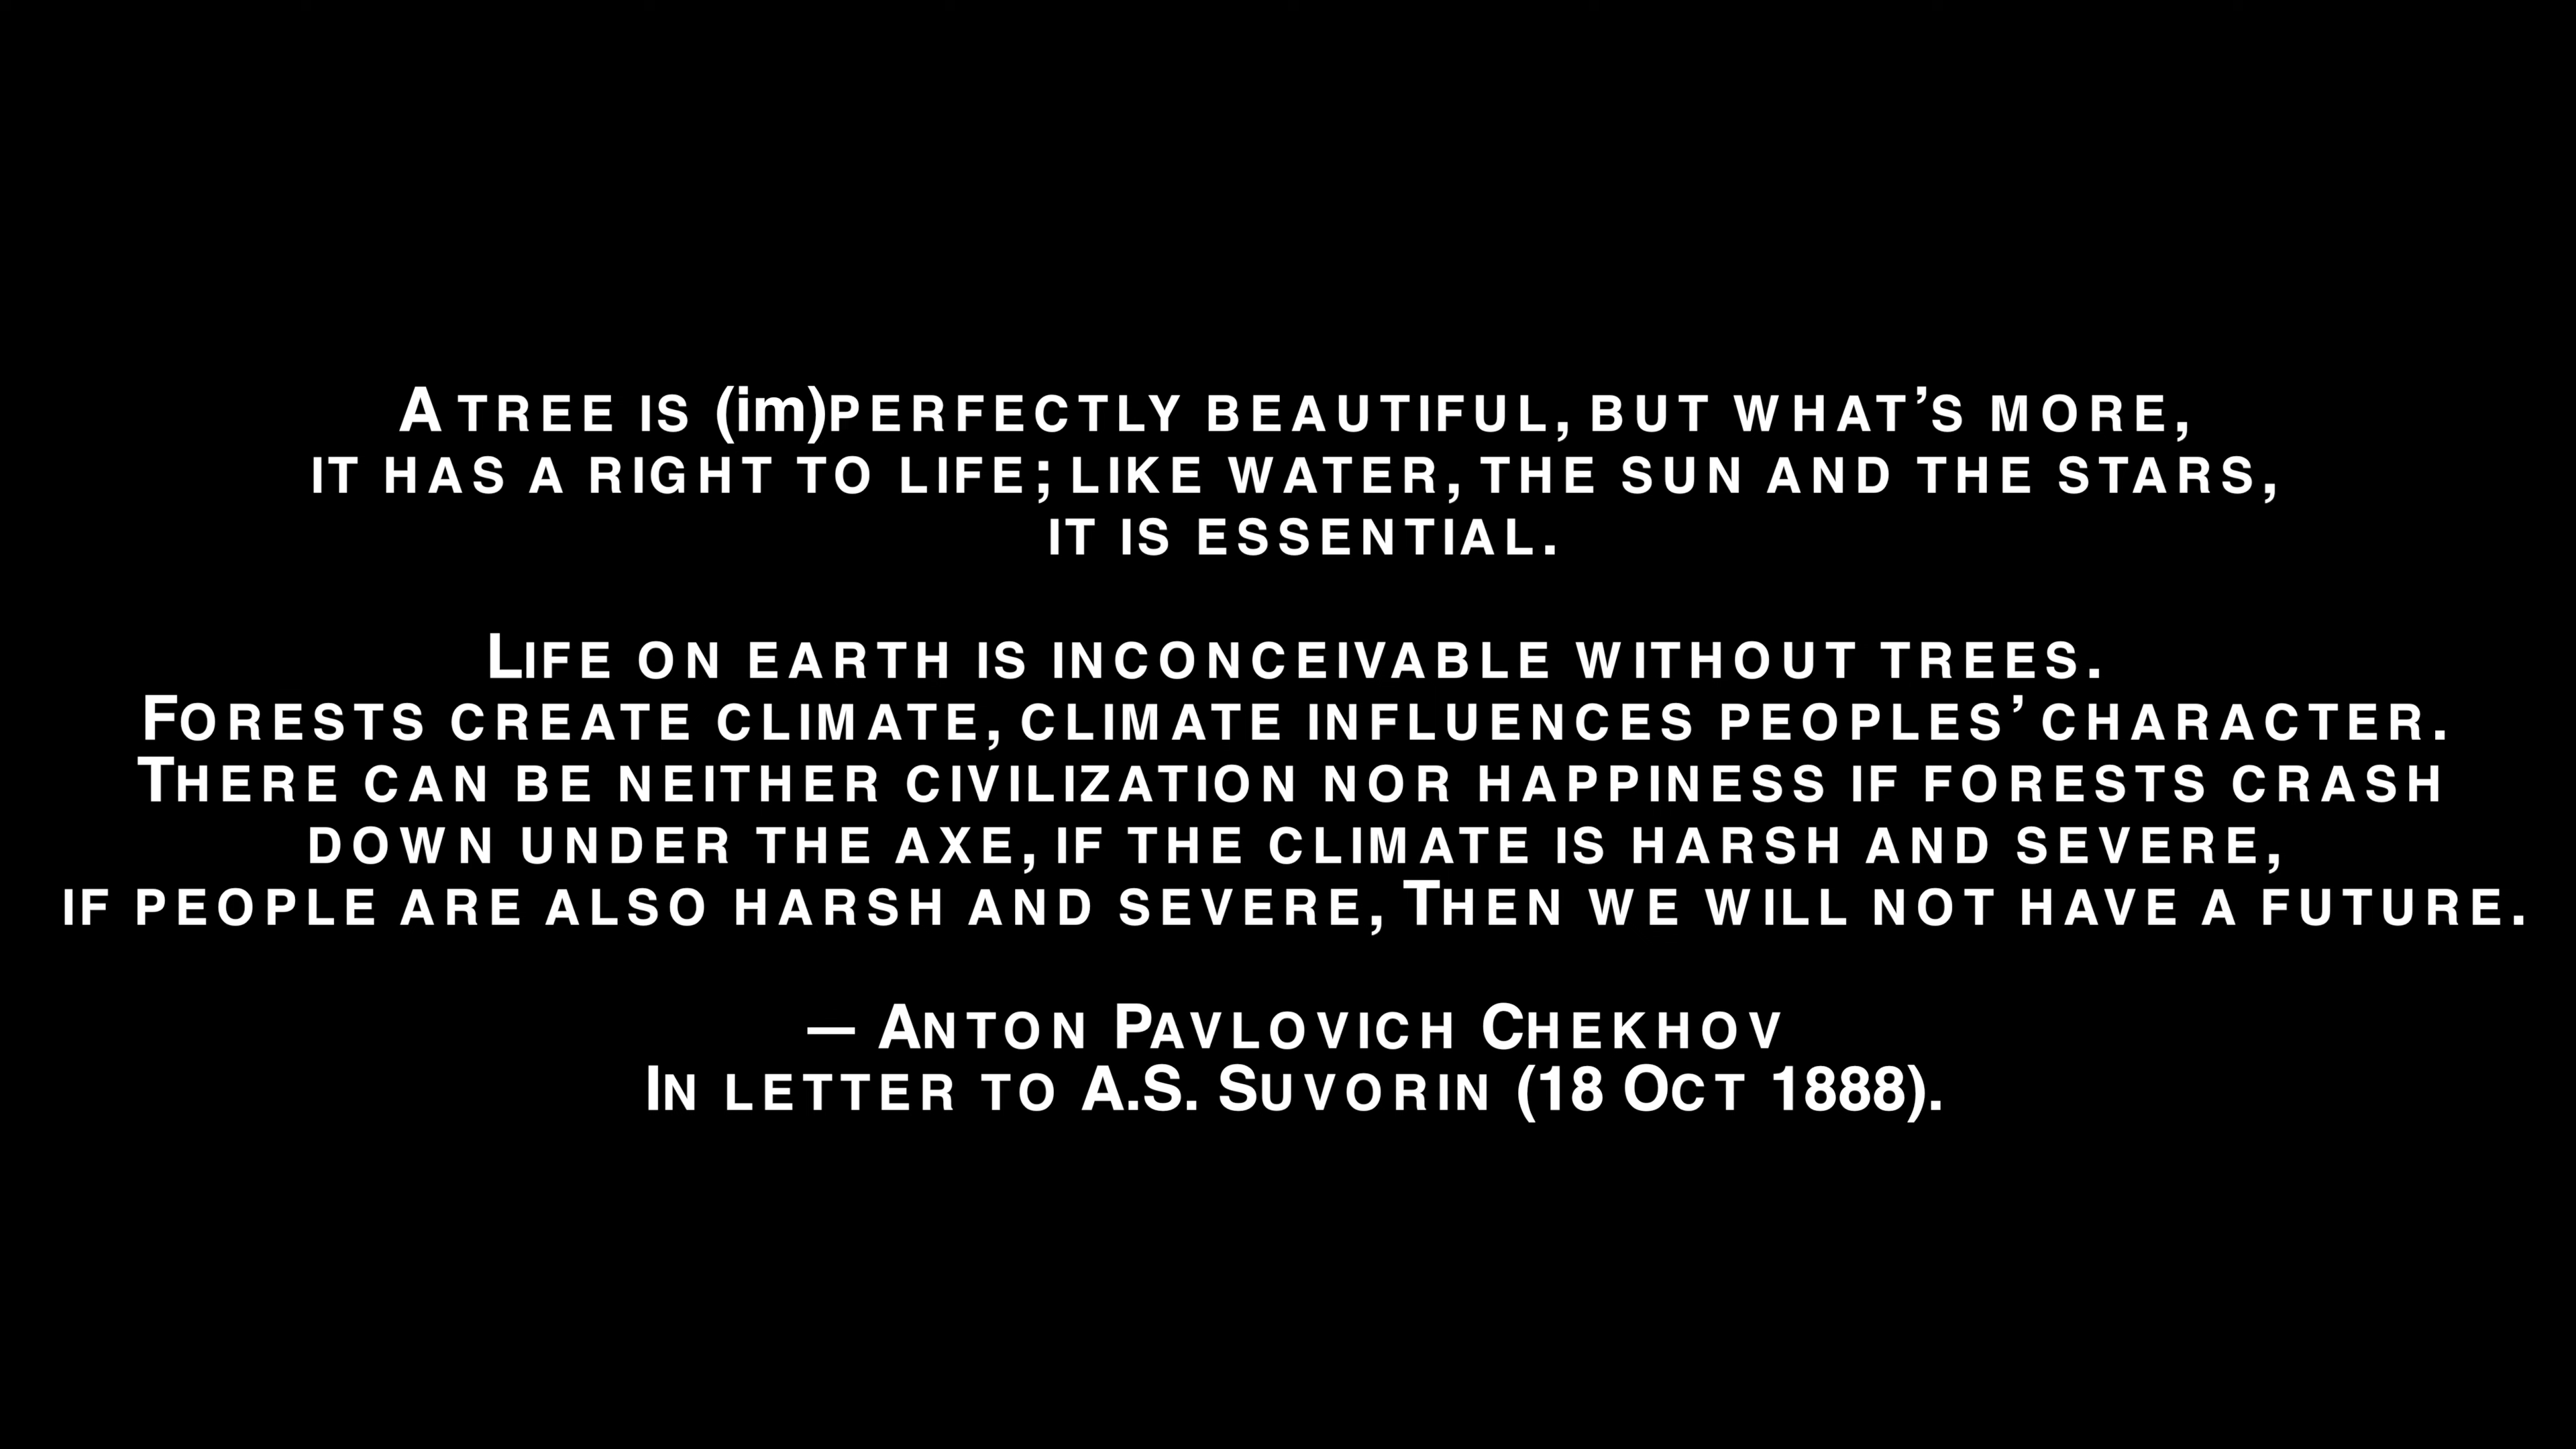 A TREE IS (im)PERFECTLY BEAUTIFUL, BUT WHAT’S MORE,
IT HAS A RIGHT TO LIFE; LIKE WATER, THE SUN AND THE STARS,
IT IS ESSENTIAL.
LIFE ON EARTH IS INCONCEIVABLE WITHOUT TREES.
FORESTS CREATE CLIMATE, CLIMATE INFLUENCES PEOPLES’ CHARACTER.
THERE CAN BE NEITHER CIVILIZATION NOR HAPPINESS IF FORESTS CRASH
DOWN UNDER THE AXE, IF THE CLIMATE IS HARSH AND SEVERE,
IF PEOPLE ARE ALSO HARSH AND SEVERE, THEN WE WILL NOT HAVE A FUTURE.
— ANTON PAVLOVICH CHEKHOV
IN LETTER TO A.S. SUVORIN (18 OCT 1888).